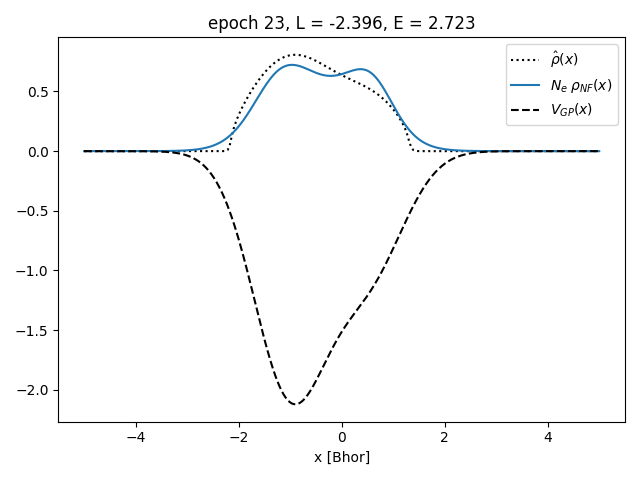 epoch 23, L = -2.396, E = 2.723
ρ̂(x)
Nₑ ρ_NF(x)
V_GP(x)
0.5
0.0
−0.5
−1.0
−1.5
−2.0
−4 −2 0 2 4
x [Bhor]